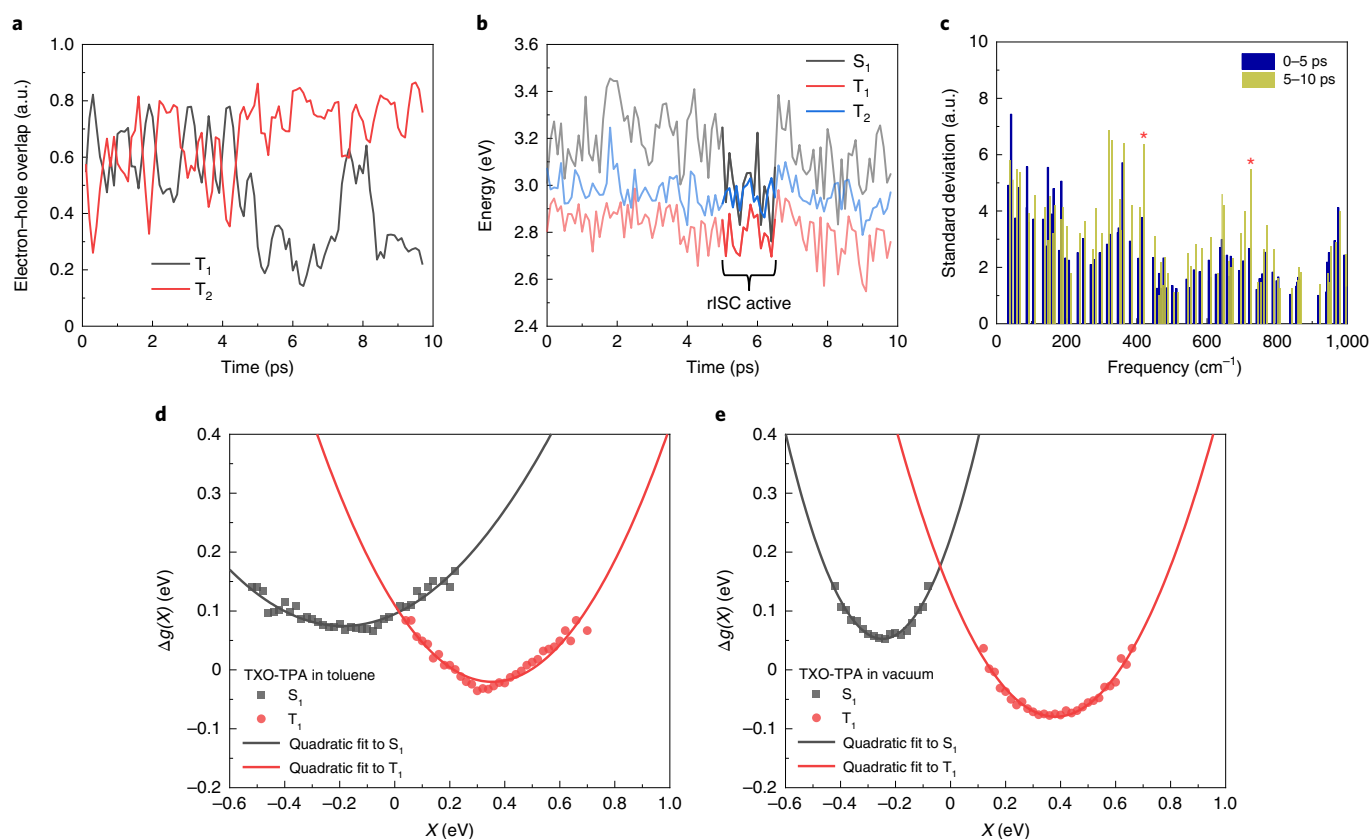 a
Electron–hole overlap (a.u.)
1.0
0.8
0.6
0.4
0.2
0
T₁
T₂
0 2 4 6 8 10
Time (ps)
b
Energy (eV)
3.6
3.4
3.2
3.0
2.8
2.6
2.4
S₁
T₁
T₂
rISC active
0 2 4 6 8 10
Time (ps)
c
Standard deviation (a.u.)
10
8
6
4
2
0
0–5 ps
5–10 ps
*
*
0 200 400 600 800 1,000
Frequency (cm⁻¹)
d
Δg(X) (eV)
0.4
0.3
0.2
0.1
0
−0.1
−0.2
TXO-TPA in toluene
S₁
T₁
Quadratic fit to S₁
Quadratic fit to T₁
−0.6 −0.4 −0.2 0 0.2 0.4 0.6 0.8 1.0
X (eV)
e
Δg(X) (eV)
0.4
0.3
0.2
0.1
0
−0.1
−0.2
TXO-TPA in vacuum
S₁
T₁
Quadratic fit to S₁
Quadratic fit to T₁
−0.6 −0.4 −0.2 0 0.2 0.4 0.6 0.8 1.0
X (eV)